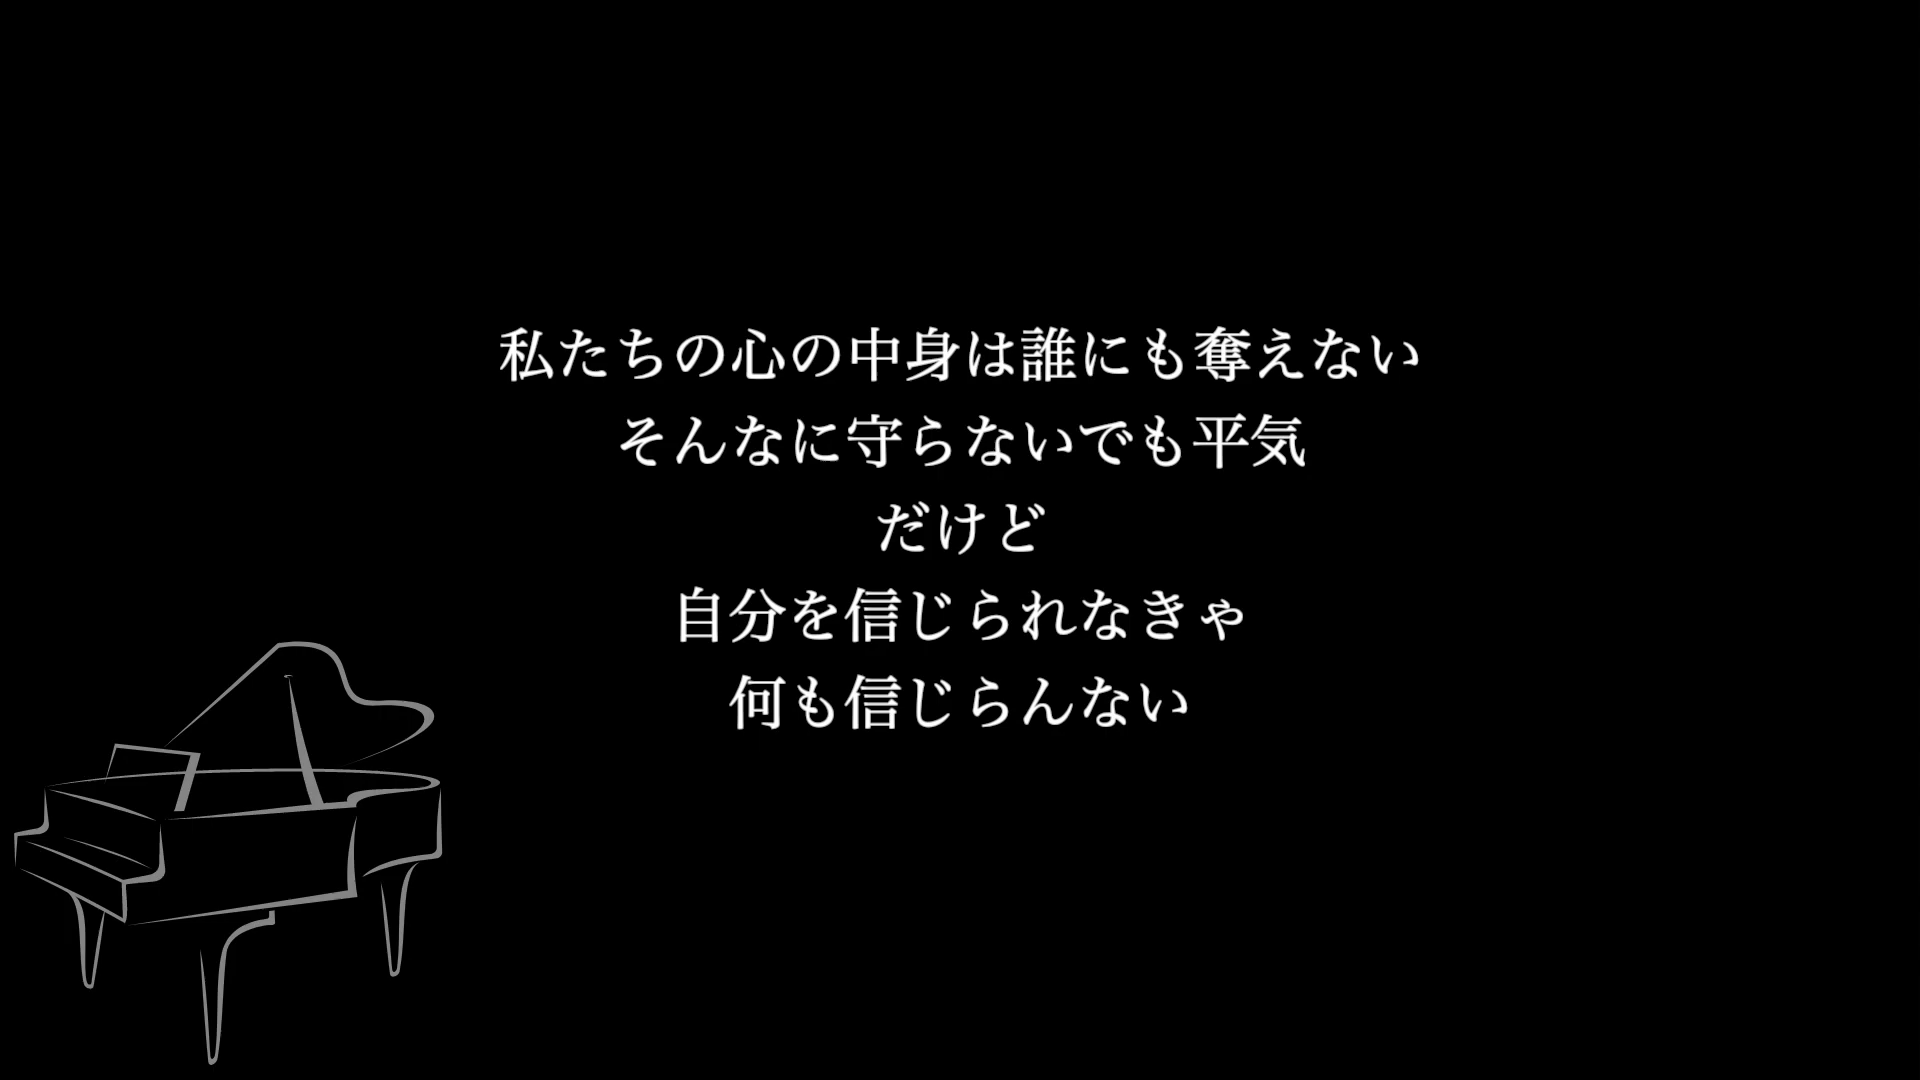 私たちの心の中身は誰にも奪えない
そんなに守らないでも平気
だけど
自分を信じられなきゃ
何も信じらんない